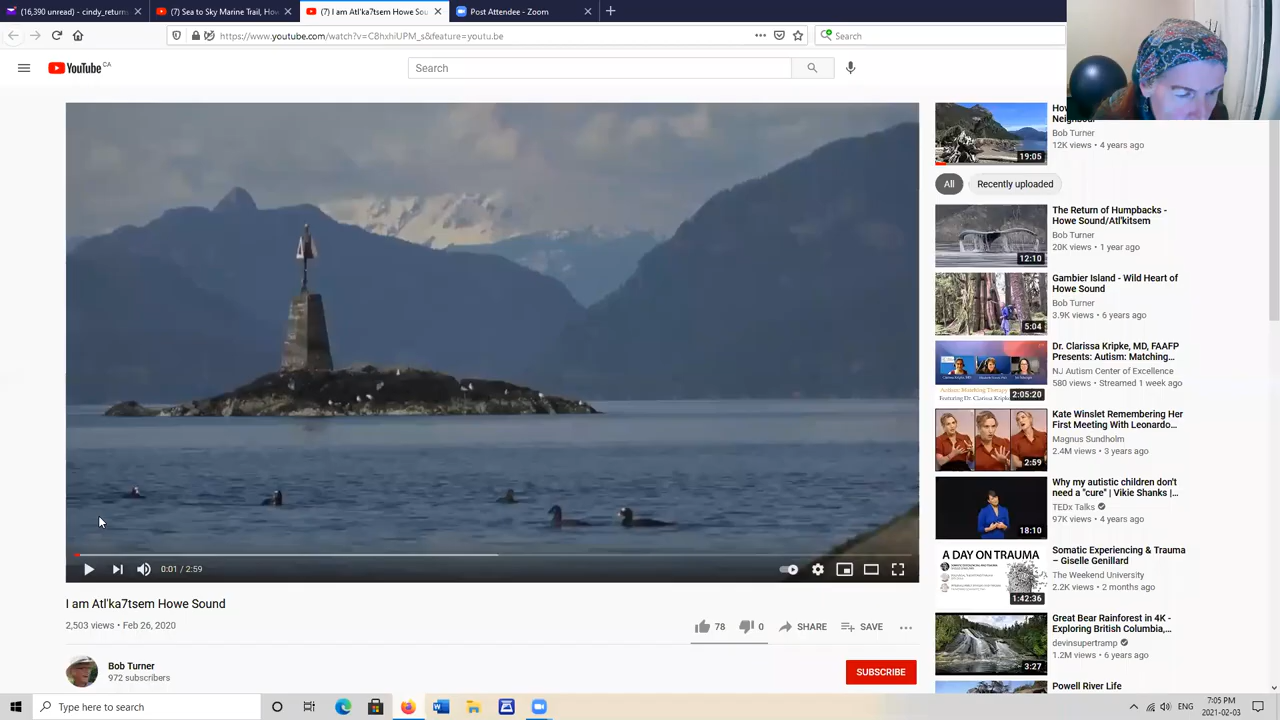 (16,390 unread) - cindy_returns
(7) Sea to Sky Marine Trail, How
(7) I am Atl'ka7tsem Howe Sou
Post Attendee - Zoom
https://www.youtube.com/watch?v=C8hxhiUPM_s&feature=youtu.be
Search
YouTube CA
Search
19:05
Bob Turner
12K views • 4 years ago
All
Recently uploaded
The Return of Humpbacks -
Howe Sound/Atl'kitsem
Bob Turner
20K views • 1 year ago
12:10
Gambier Island - Wild Heart of
Howe Sound
Bob Turner
3.9K views • 6 years ago
5:04
Dr. Clarissa Kripke, MD, FAAFP
Presents: Autism: Matching...
NJ Autism Center of Excellence
580 views • Streamed 1 week ago
2:05:20
Kate Winslet Remembering Her
First Meeting With Leonardo...
Magnus Sundholm
2.4M views • 3 years ago
2:59
Why my autistic children don't
need a "cure" | Vikie Shanks |...
TEDx Talks
97K views • 4 years ago
18:10
A DAY ON TRAUMA
Somatic Experiencing & Trauma
– Giselle Genillard
The Weekend University
2.2K views • 2 months ago
1:42:36
Great Bear Rainforest in 4K -
Exploring British Columbia,...
devinsupertramp
1.2M views • 6 years ago
3:27
Powell River Life
0:01 / 2:59
I am Atl'ka7tsem Howe Sound
2,503 views • Feb 26, 2020
78
0
SHARE
SAVE
Bob Turner
972 subscribers
SUBSCRIBE
Type here to search
ENG
7:05 PM
2021-02-03